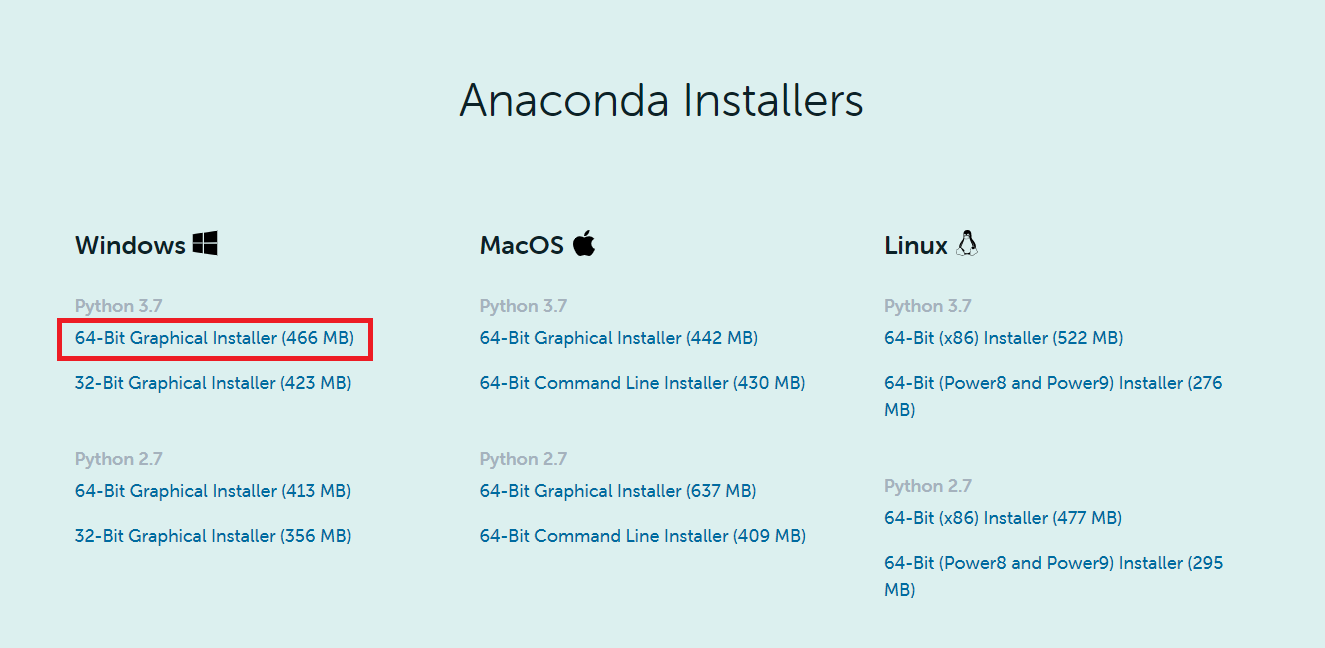 Anaconda Installers
Windows
Python 3.7
64-Bit Graphical Installer (466 MB)
32-Bit Graphical Installer (423 MB)
Python 2.7
64-Bit Graphical Installer (413 MB)
32-Bit Graphical Installer (356 MB)
MacOS
Python 3.7
64-Bit Graphical Installer (442 MB)
64-Bit Command Line Installer (430 MB)
Python 2.7
64-Bit Graphical Installer (637 MB)
64-Bit Command Line Installer (409 MB)
Linux
Python 3.7
64-Bit (x86) Installer (522 MB)
64-Bit (Power8 and Power9) Installer (276
MB)
Python 2.7
64-Bit (x86) Installer (477 MB)
64-Bit (Power8 and Power9) Installer (295
MB)